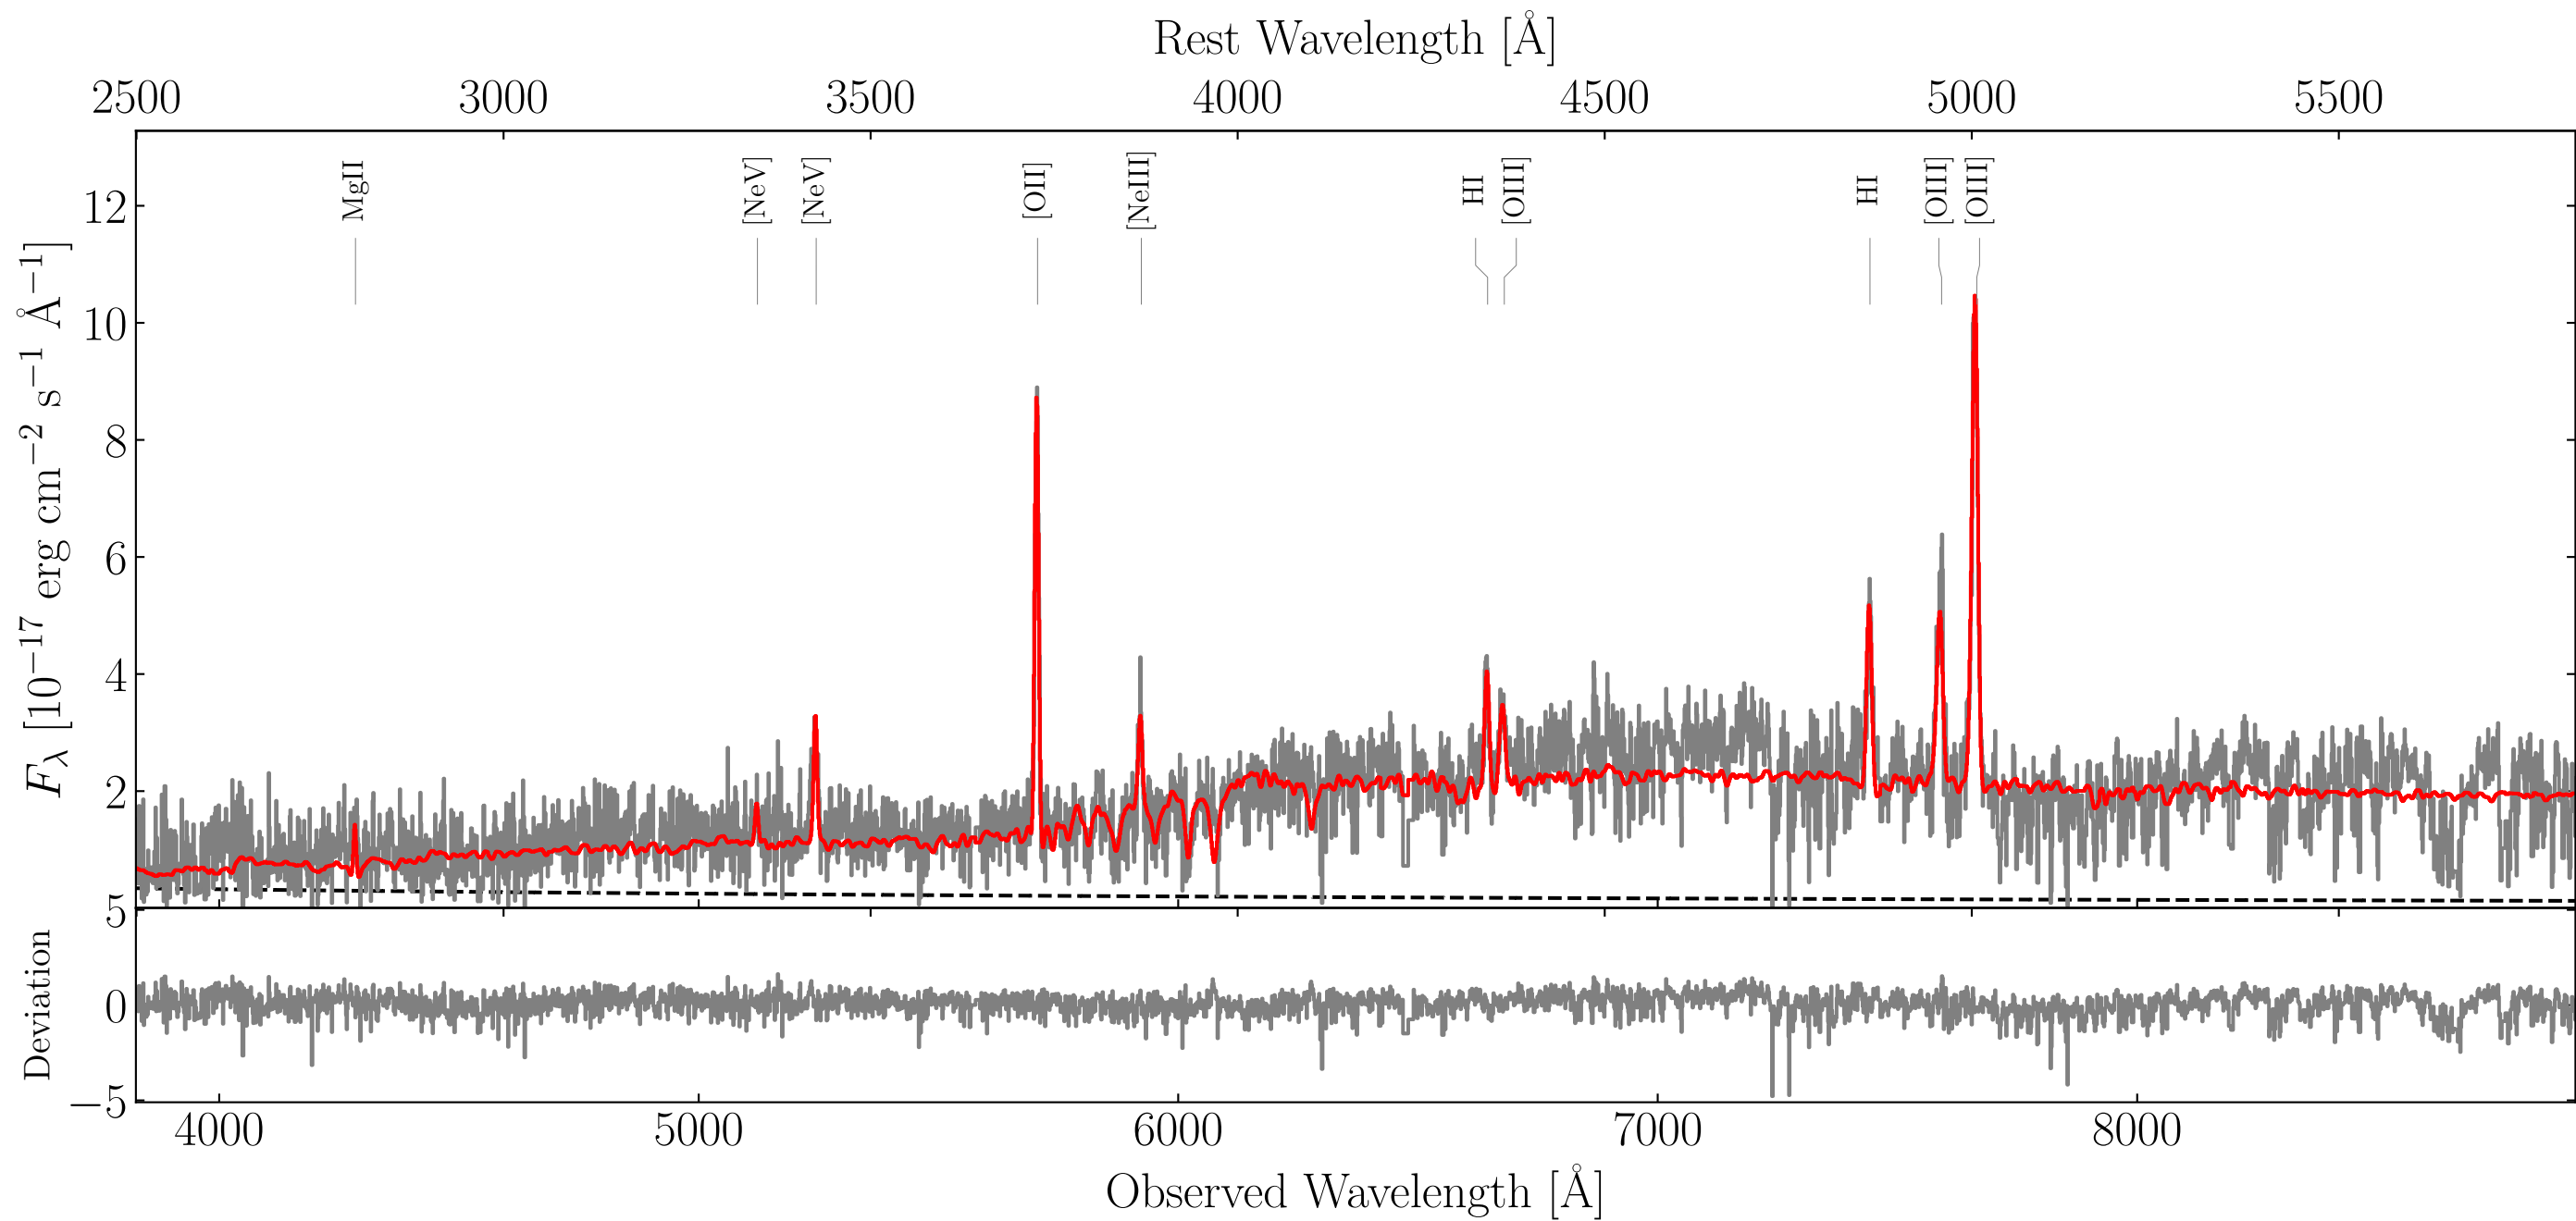 Rest Wavelength [Å]
2500 3000 3500 4000 4500 5000 5500
MgII [NeV] [NeV] [OII] [NeIII] HI [OIII] HI [OIII] [OIII]
F_λ [10^−17 erg cm^−2 s^−1 Å^−1]
12
10
8
6
4
2
Deviation
5
0
−5
4000 5000 6000 7000 8000
Observed Wavelength [Å]